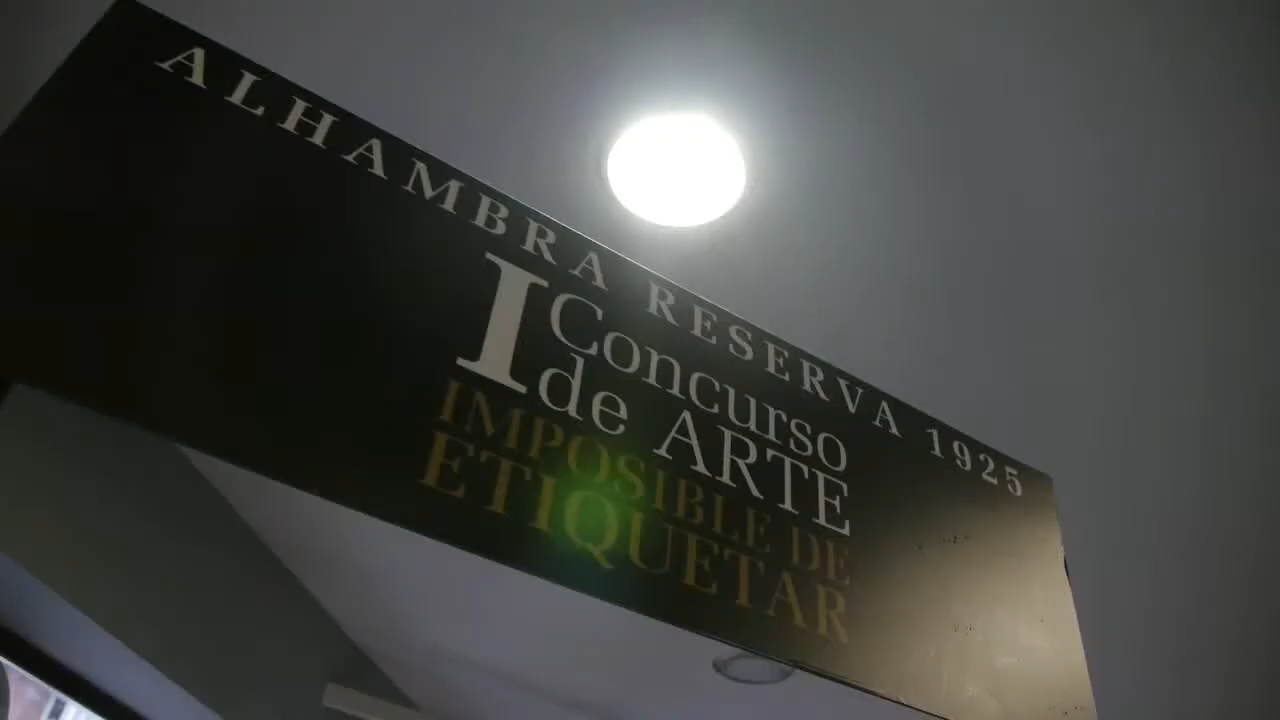 ALHAMBRA RESERVA 1925
I Concurso
de ARTE
IMPOSIBLE DE
ETIQUETAR